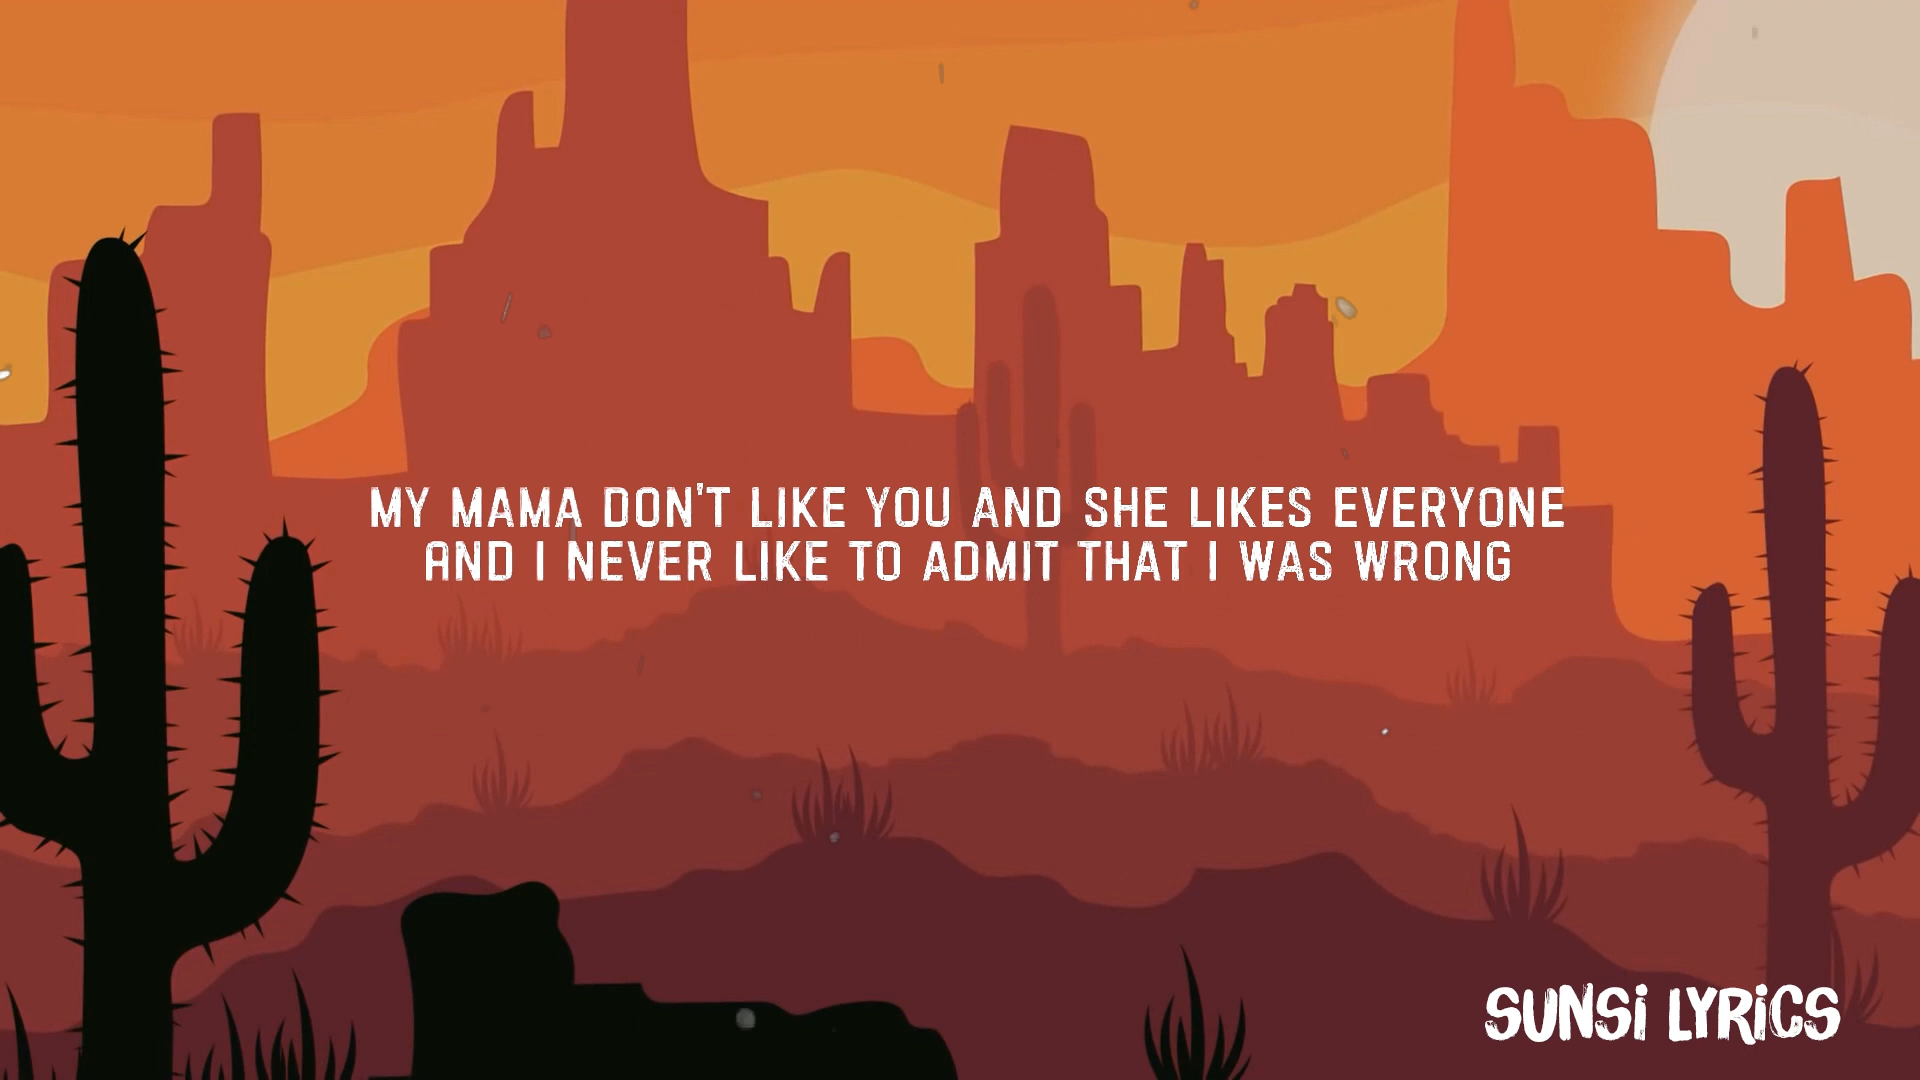 MY MAMA DON'T LIKE YOU AND SHE LIKES EVERYONE
AND I NEVER LIKE TO ADMIT THAT I WAS WRONG
SUNSi LYRiCS